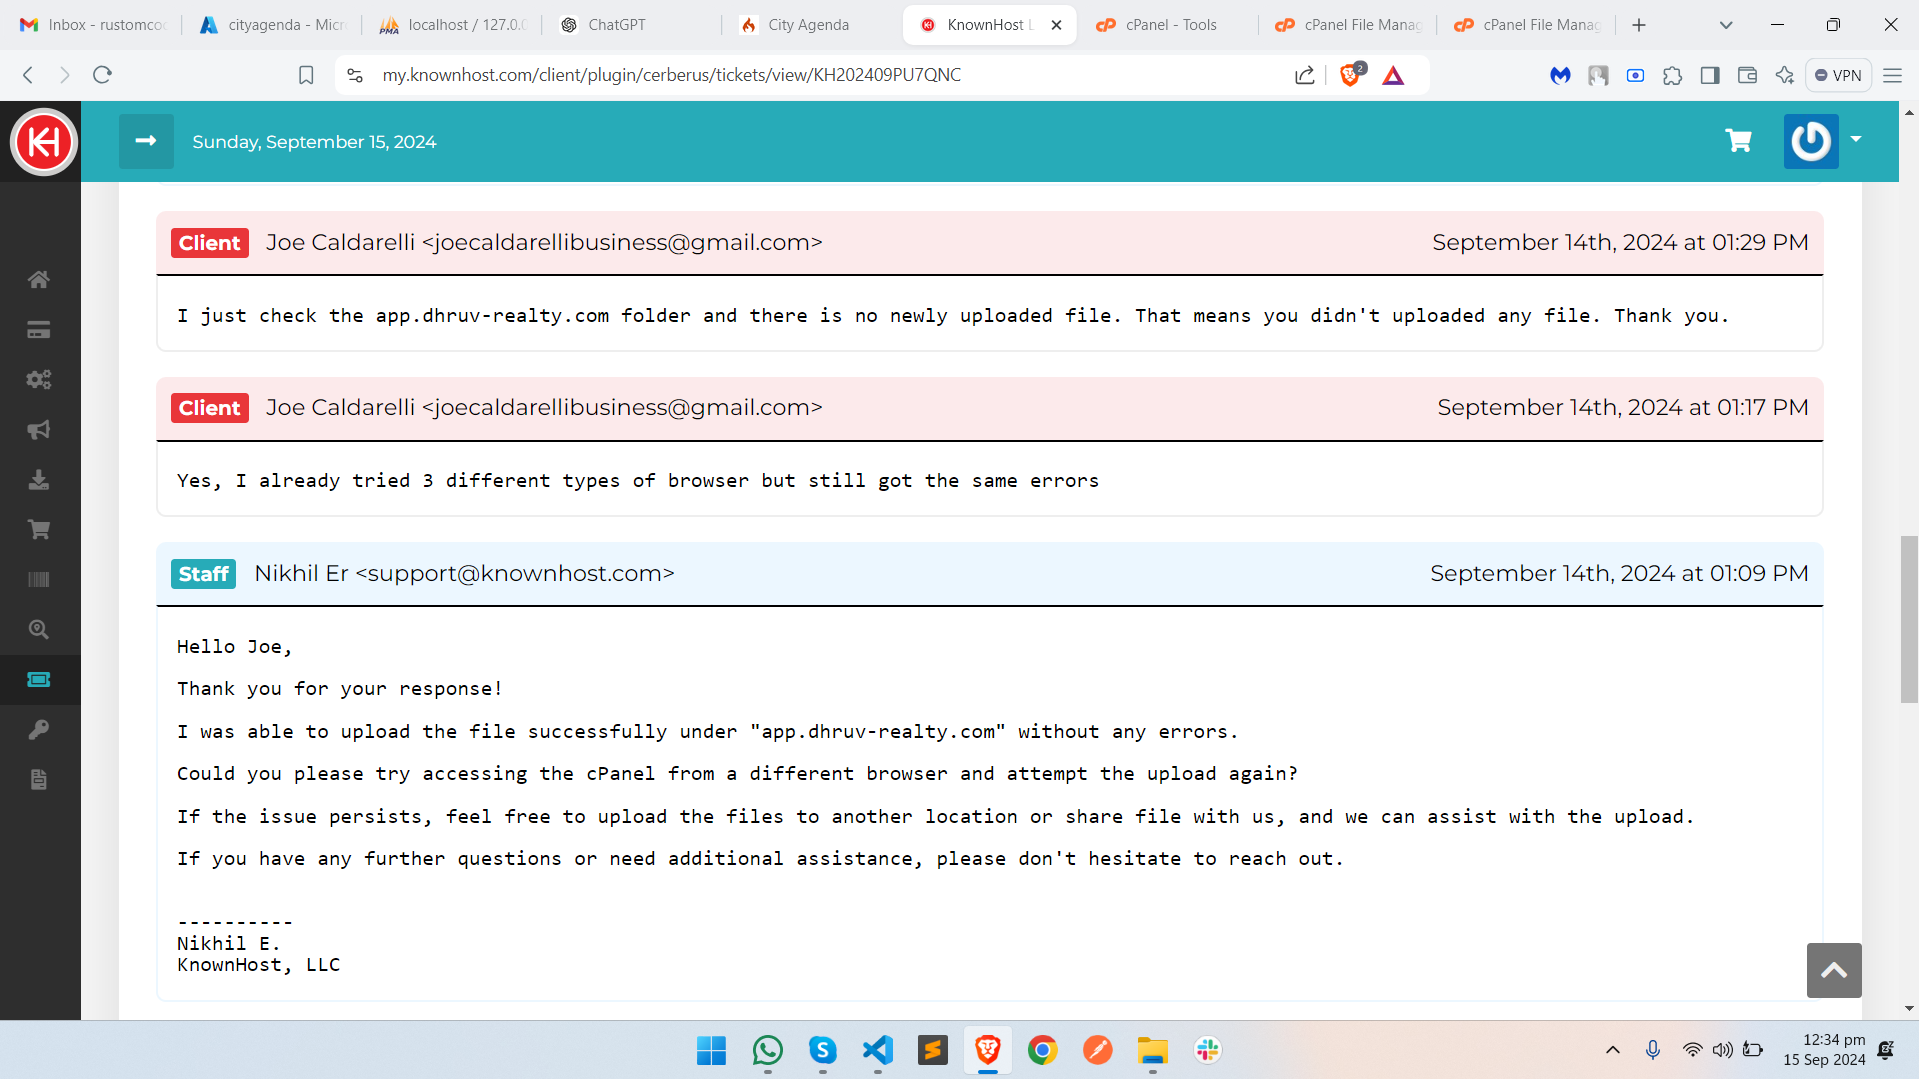 Inbox - rustomcoo
cityagenda - Micr
localhost / 127.0.0
ChatGPT
City Agenda
KnownHost L
cPanel - Tools
cPanel File Manag
cPanel File Manag
my.knownhost.com/client/plugin/cerberus/tickets/view/KH202409PU7QNC
2
VPN
KH
Sunday, September 15, 2024
Client Joe Caldarelli <joecaldarellibusiness@gmail.com> September 14th, 2024 at 01:29 PM
I just check the app.dhruv-realty.com folder and there is no newly uploaded file. That means you didn't uploaded any file. Thank you.
Client Joe Caldarelli <joecaldarellibusiness@gmail.com> September 14th, 2024 at 01:17 PM
Yes, I already tried 3 different types of browser but still got the same errors
Staff Nikhil Er <support@knownhost.com> September 14th, 2024 at 01:09 PM
Hello Joe,
Thank you for your response!
I was able to upload the file successfully under "app.dhruv-realty.com" without any errors.
Could you please try accessing the cPanel from a different browser and attempt the upload again?
If the issue persists, feel free to upload the files to another location or share file with us, and we can assist with the upload.
If you have any further questions or need additional assistance, please don't hesitate to reach out.
----------
Nikhil E.
KnownHost, LLC
12:34 pm
15 Sep 2024